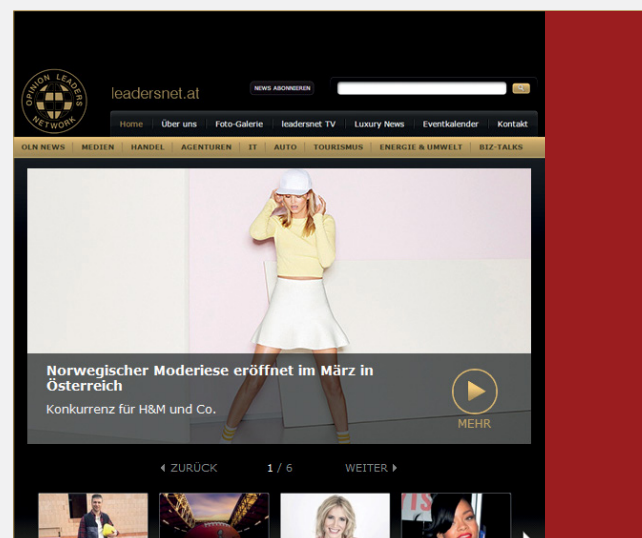 OPINION LEADERS NETWORK
leadersnet.at
NEWS ABONNIEREN
Home Über uns Foto-Galerie leadersnet TV Luxury News Eventkalender Kontakt
OLN NEWS MEDIEN HANDEL AGENTUREN IT AUTO TOURISMUS ENERGIE & UMWELT BIZ-TALKS
Norwegischer Moderiese eröffnet im März in
Österreich
Konkurrenz für H&M und Co.
MEHR
ZURÜCK 1 / 6 WEITER